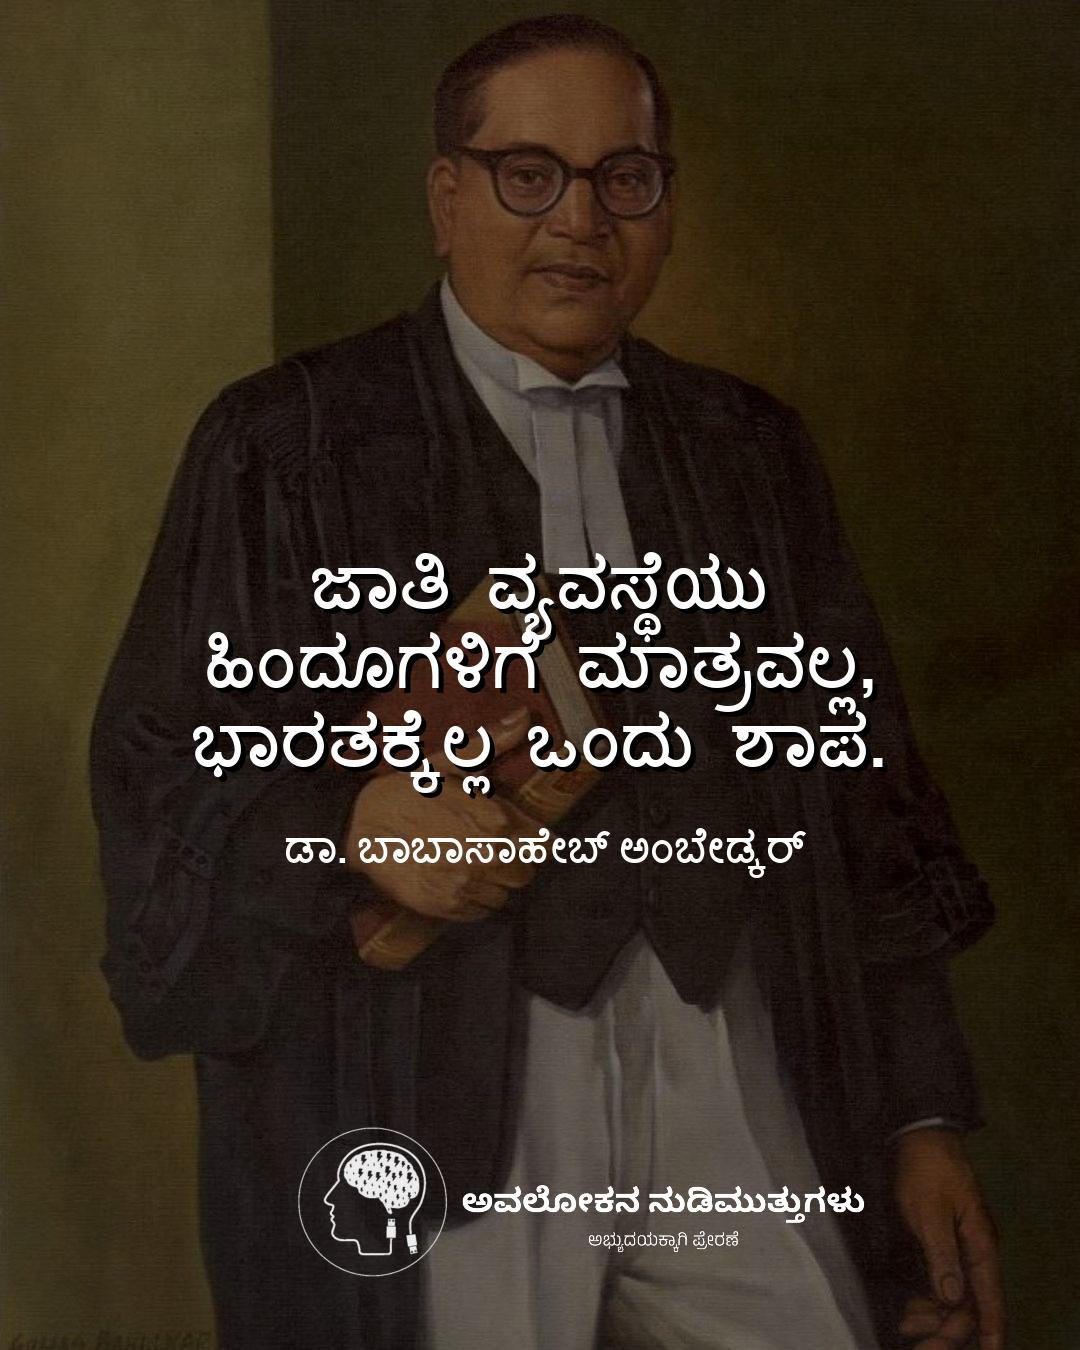 ಜಾತಿ ವ್ಯವಸ್ಥೆಯು
ಹಿಂದೂಗಳಿಗೆ ಮಾತ್ರವಲ್ಲ,
ಭಾರತಕ್ಕೆಲ್ಲ ಒಂದು ಶಾಪ.
ಡಾ. ಬಾಬಾಸಾಹೇಬ್ ಅಂಬೇಡ್ಕರ್
ಅವಲೋಕನ ನುಡಿಮುತ್ತುಗಳು
ಅಭ್ಯುದಯಕ್ಕಾಗಿ ಪ್ರೇರಣೆ